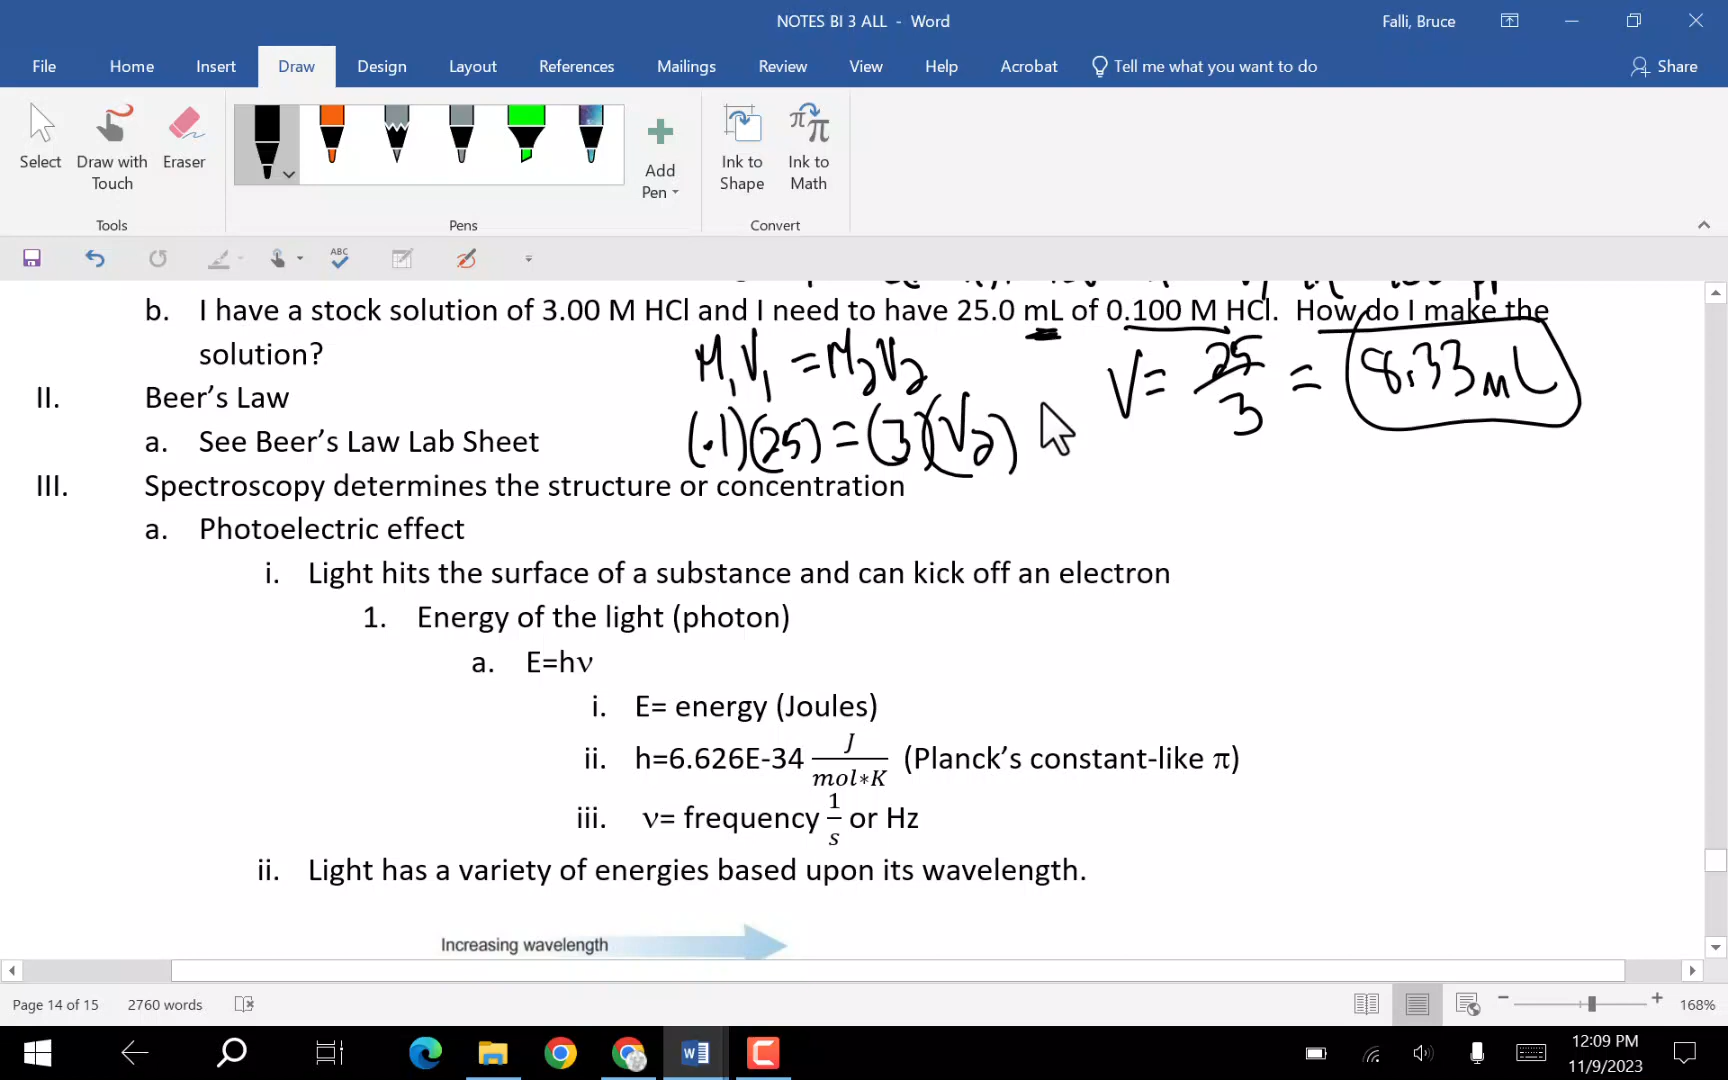 NOTES BI 3 ALL - Word
Falli, Bruce
File Home Insert Draw Design Layout References Mailings Review View Help Acrobat Tell me what you want to do Share
Select
Draw with Touch
Eraser
Add Pen
Ink to Shape
Ink to Math
Tools
Pens
Convert
ABC
b. I have a stock solution of 3.00 M HCl and I need to have 25.0 mL of 0.100 M HCl. How do I make the
solution?
M₁V₁ = M₂V₂
V = 25/3 = 8.33 mL
II. Beer's Law
(.1)(25) = (3)(V₂)
a. See Beer's Law Lab Sheet
III. Spectroscopy determines the structure or concentration
a. Photoelectric effect
i. Light hits the surface of a substance and can kick off an electron
1. Energy of the light (photon)
a. E=hν
i. E= energy (Joules)
ii. h=6.626E-34 J/mol∗K (Planck's constant-like π)
iii. ν= frequency 1/s or Hz
ii. Light has a variety of energies based upon its wavelength.
Increasing wavelength
Page 14 of 15 2760 words
168%
12:09 PM
11/9/2023